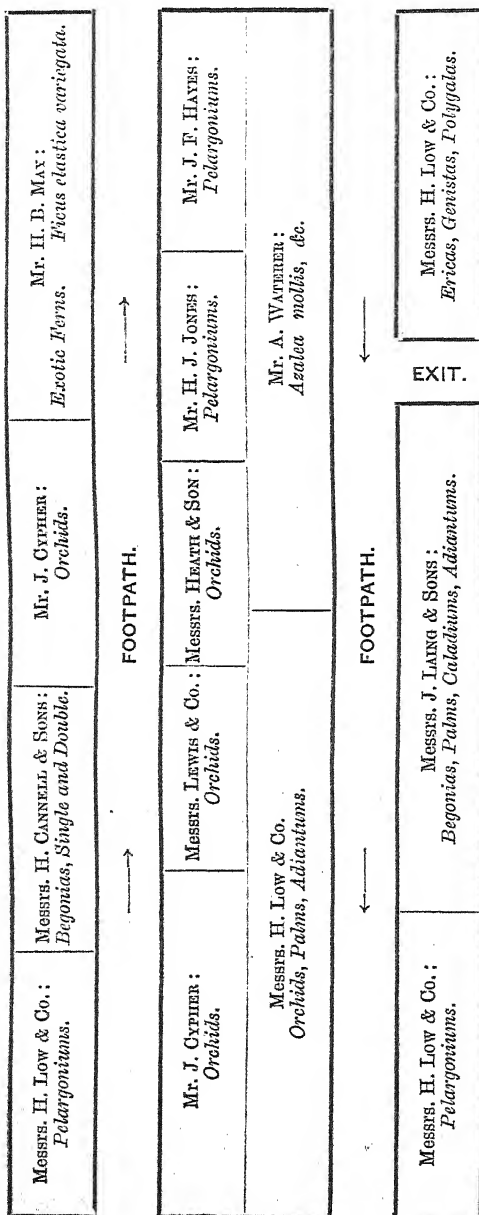 Messrs. H. LOW & Co.:
Pelargoniums.
Messrs. H. CANNELL & SONS:
Begonias, Single and Double.
Mr. J. CYPHER:
Orchids.
Mr. H. B. MAY:
Exotic Ferns. Ficus elastica variegata.
FOOTPATH.
Mr. J. CYPHER:
Orchids.
Messrs. LEWIS & Co.:
Orchids.
Messrs. HEATH & SON:
Orchids.
Mr. H. J. JONES:
Pelargoniums.
Mr. J. F. HAYES:
Pelargoniums.
Messrs. H. LOW & Co.
Orchids, Palms, Adiantums.
Mr. A. WATERER:
Azalea mollis, &c.
FOOTPATH.
Messrs. H. LOW & Co.:
Pelargoniums.
Messrs. J. LAING & SONS:
Begonias, Palms, Caladiums, Adiantums.
EXIT.
Messrs. H. LOW & Co.:
Ericas, Genistas, Polygalas.